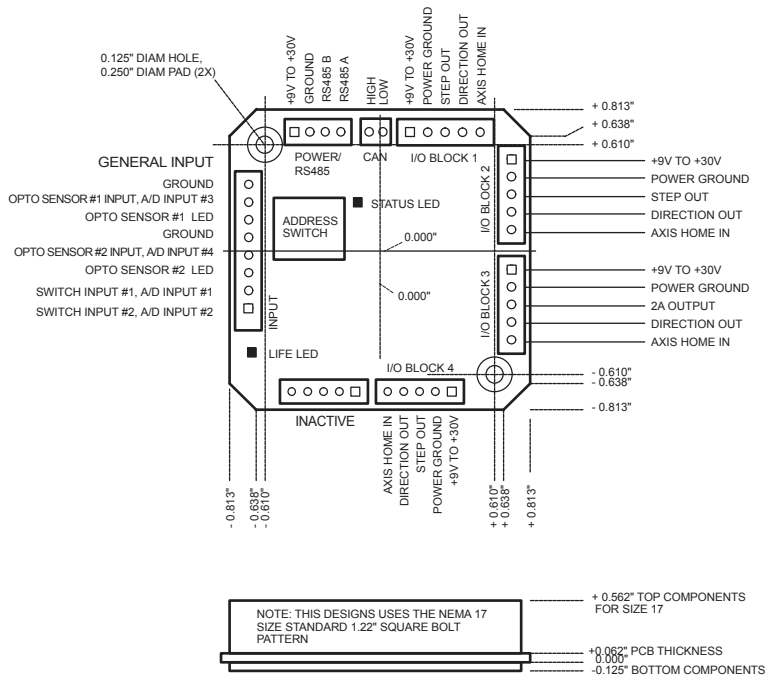 0.125" DIAM HOLE,
0.250" DIAM PAD (2X)
+9V TO +30V
GROUND
RS485 B
RS485 A
HIGH
LOW
+9V TO +30V
POWER GROUND
STEP OUT
DIRECTION OUT
AXIS HOME IN
+ 0.813"
+ 0.638"
+ 0.610"
POWER/
RS485
CAN
I/O BLOCK 1
GENERAL INPUT
GROUND
OPTO SENSOR #1 INPUT, A/D INPUT #3
OPTO SENSOR #1 LED
GROUND
OPTO SENSOR #2 INPUT, A/D INPUT #4
OPTO SENSOR #2 LED
SWITCH INPUT #1, A/D INPUT #1
SWITCH INPUT #2, A/D INPUT #2
INPUT
ADDRESS
SWITCH
STATUS LED
0.000"
0.000"
I/O BLOCK 2
+9V TO +30V
POWER GROUND
STEP OUT
DIRECTION OUT
AXIS HOME IN
I/O BLOCK 3
+9V TO +30V
POWER GROUND
2A OUTPUT
DIRECTION OUT
AXIS HOME IN
LIFE LED
I/O BLOCK 4
- 0.610"
- 0.638"
- 0.813"
INACTIVE
AXIS HOME IN
DIRECTION OUT
STEP OUT
POWER GROUND
+9V TO +30V
- 0.813"
- 0.638"
- 0.610"
+ 0.610"
+ 0.638"
+ 0.813"
NOTE: THIS DESIGNS USES THE NEMA 17
SIZE STANDARD 1.22" SQUARE BOLT
PATTERN
+ 0.562" TOP COMPONENTS
FOR SIZE 17
+0.062" PCB THICKNESS
0.000"
-0.125" BOTTOM COMPONENTS